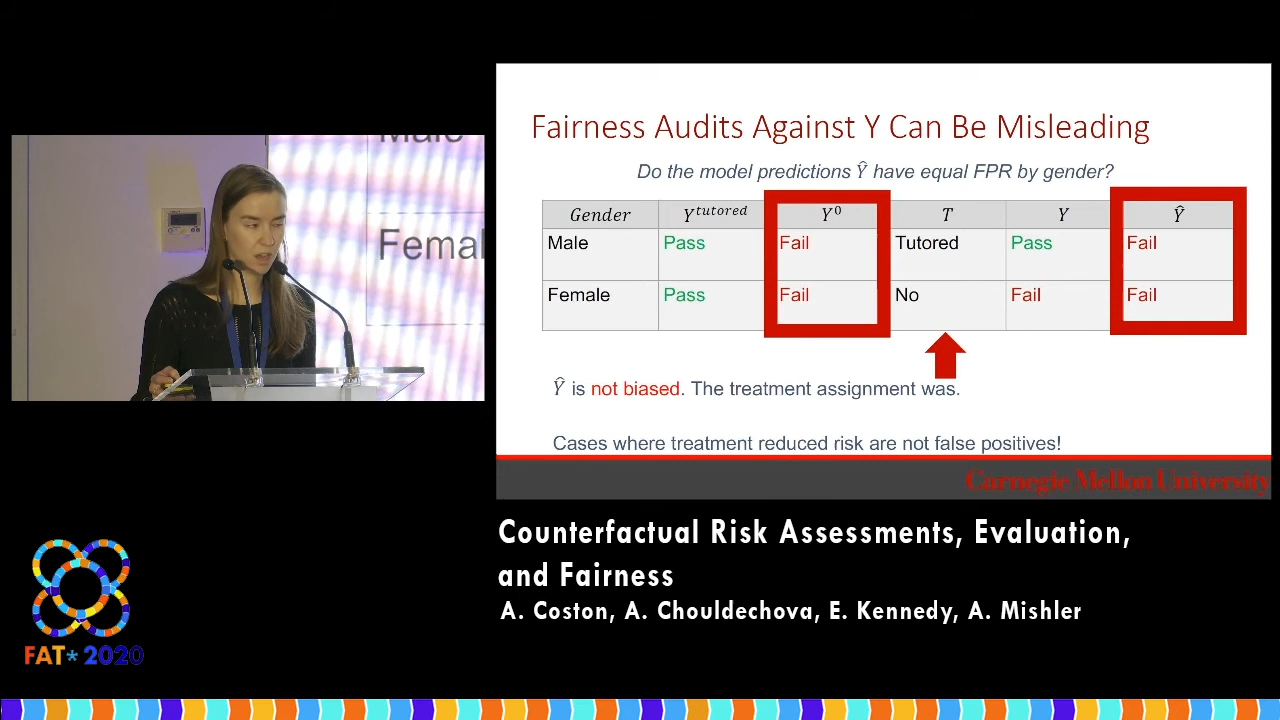 Fairness Audits Against Y Can Be Misleading
Do the model predictions Ŷ have equal FPR by gender?
Gender Y^tutored Y^0 T Y Ŷ
Male Pass Fail Tutored Pass Fail
Female Pass Fail No Fail Fail
Ŷ is not biased. The treatment assignment was.
Cases where treatment reduced risk are not false positives!
Carnegie Mellon University
Male
Femal
Counterfactual Risk Assessments, Evaluation,
and Fairness
A. Coston, A. Chouldechova, E. Kennedy, A. Mishler
FAT* 2020